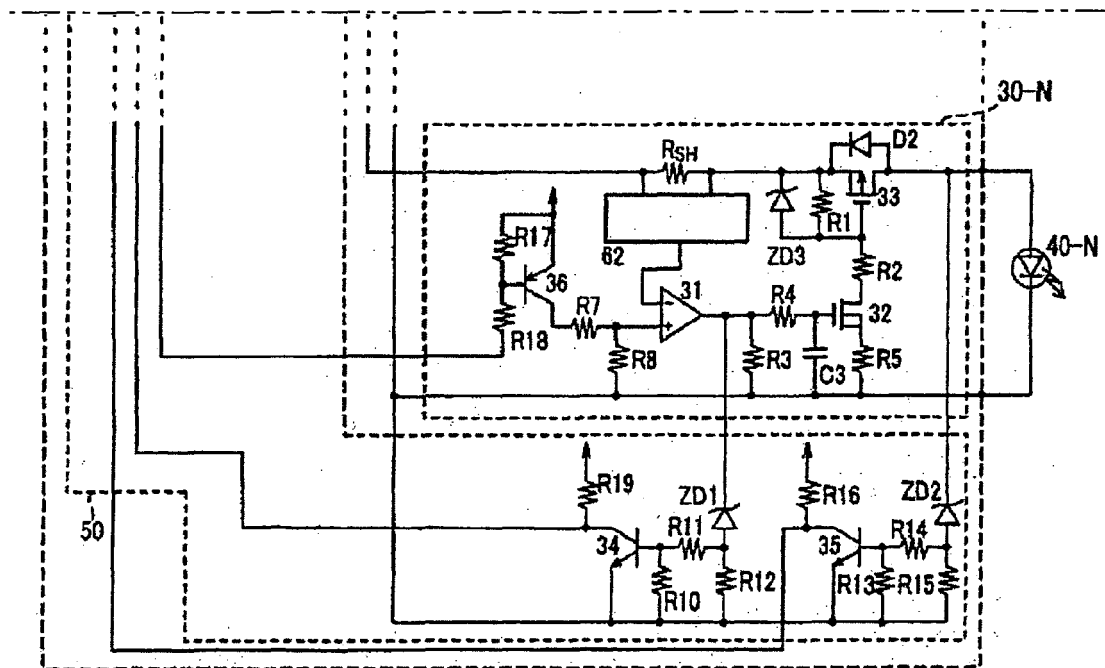 30-N
D2
RSH
R17
R1
33
62
ZD3
40-N
36
R2
31
R7
R4
32
R18
R8
R3
C3
R5
R19
ZD1
R16
ZD2
50
34
R11
35
R14
R10
R12
R13
R15
-
+